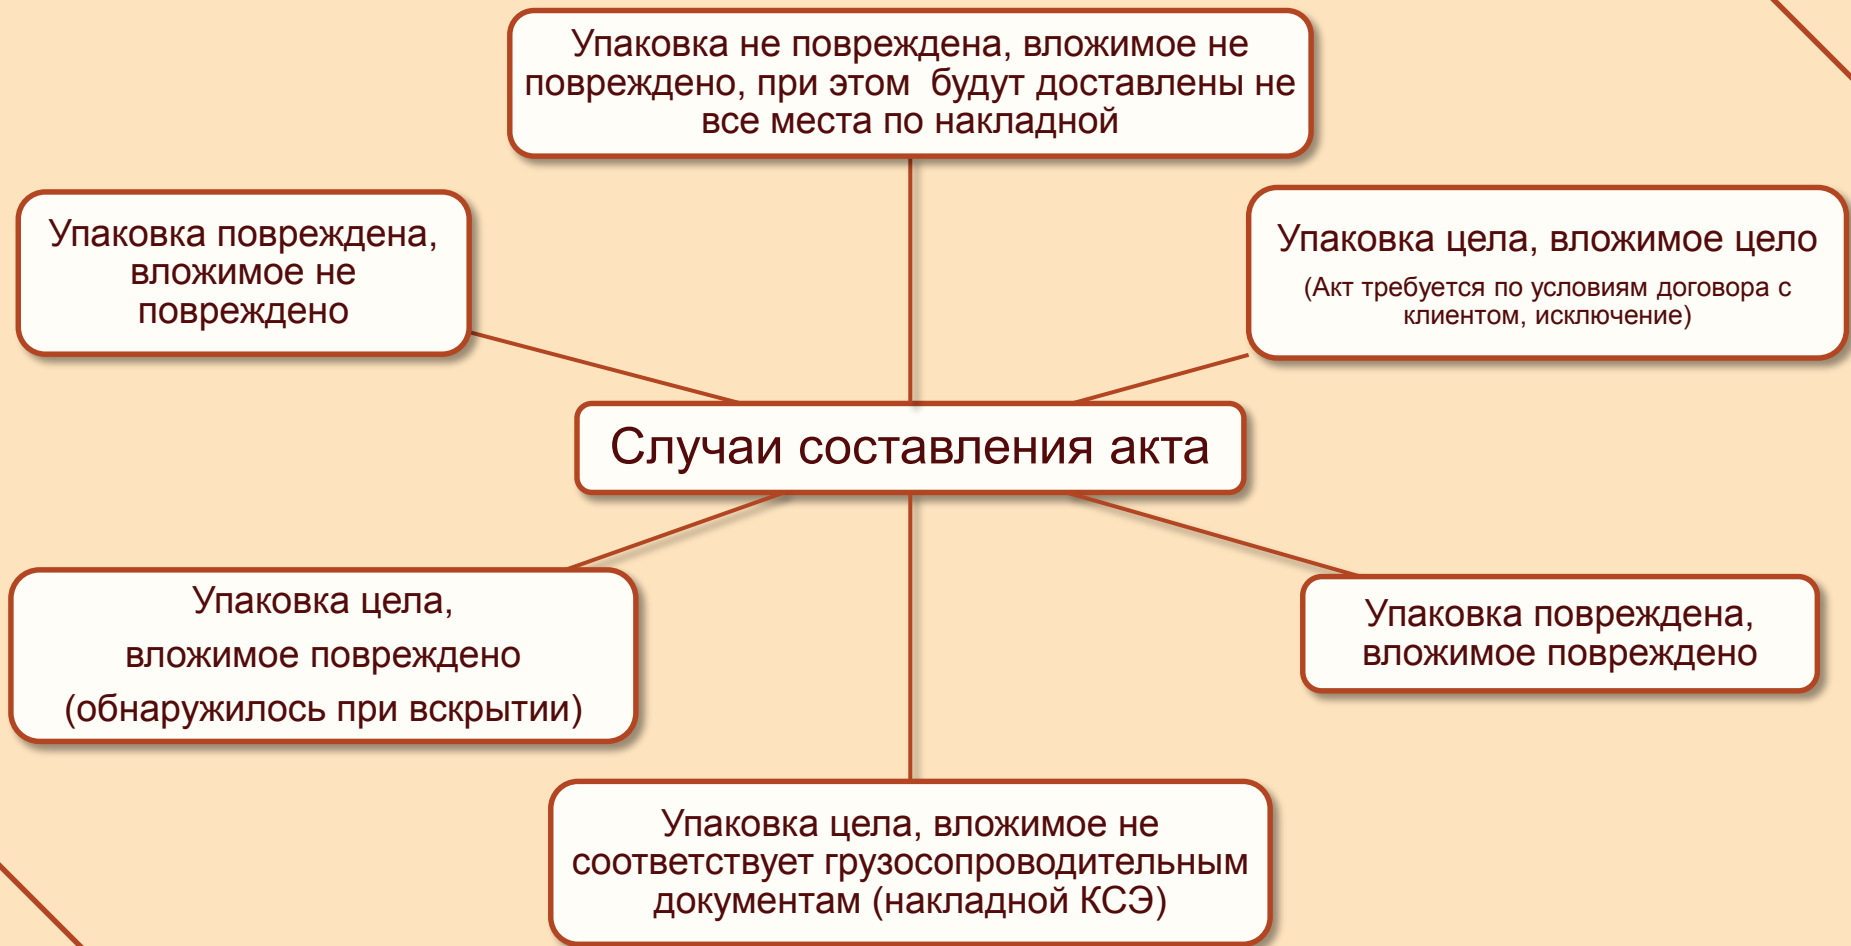 Упаковка не повреждена, вложимое не
повреждено, при этом  будут доставлены не
все места по накладной
Упаковка повреждена,
вложимое не
повреждено
Упаковка цела, вложимое цело
(Акт требуется по условиям договора с
клиентом, исключение)
Случаи составления акта
Упаковка цела,
вложимое повреждено
(обнаружилось при вскрытии)
Упаковка повреждена,
вложимое повреждено
Упаковка цела, вложимое не
соответствует грузосопроводительным
документам (накладной КСЭ)